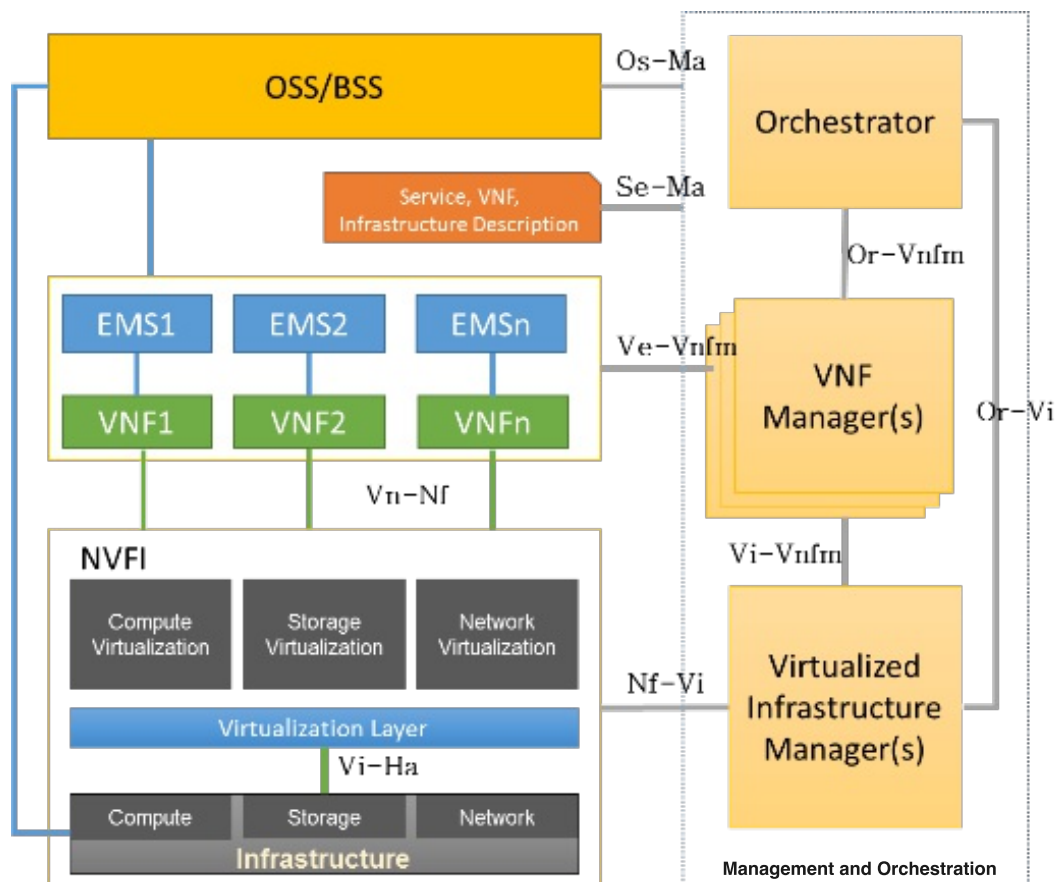 OSS/BSS
Os-Ma
Orchestrator
Service, VNF,
Infrastructure Description
Se-Ma
Or-Vnfm
EMS1
EMS2
EMSn
Ve-Vnfm
VNF
Manager(s)
VNF1
VNF2
VNFn
Or-Vi
Vn-Nf
NVFI
Vi-Vnfm
Compute
Virtualization
Storage
Virtualization
Network
Virtualization
Nf-Vi
Virtualized
Infrastructure
Manager(s)
Virtualization Layer
Vi-Ha
Compute
Storage
Network
Infrastructure
Management and Orchestration